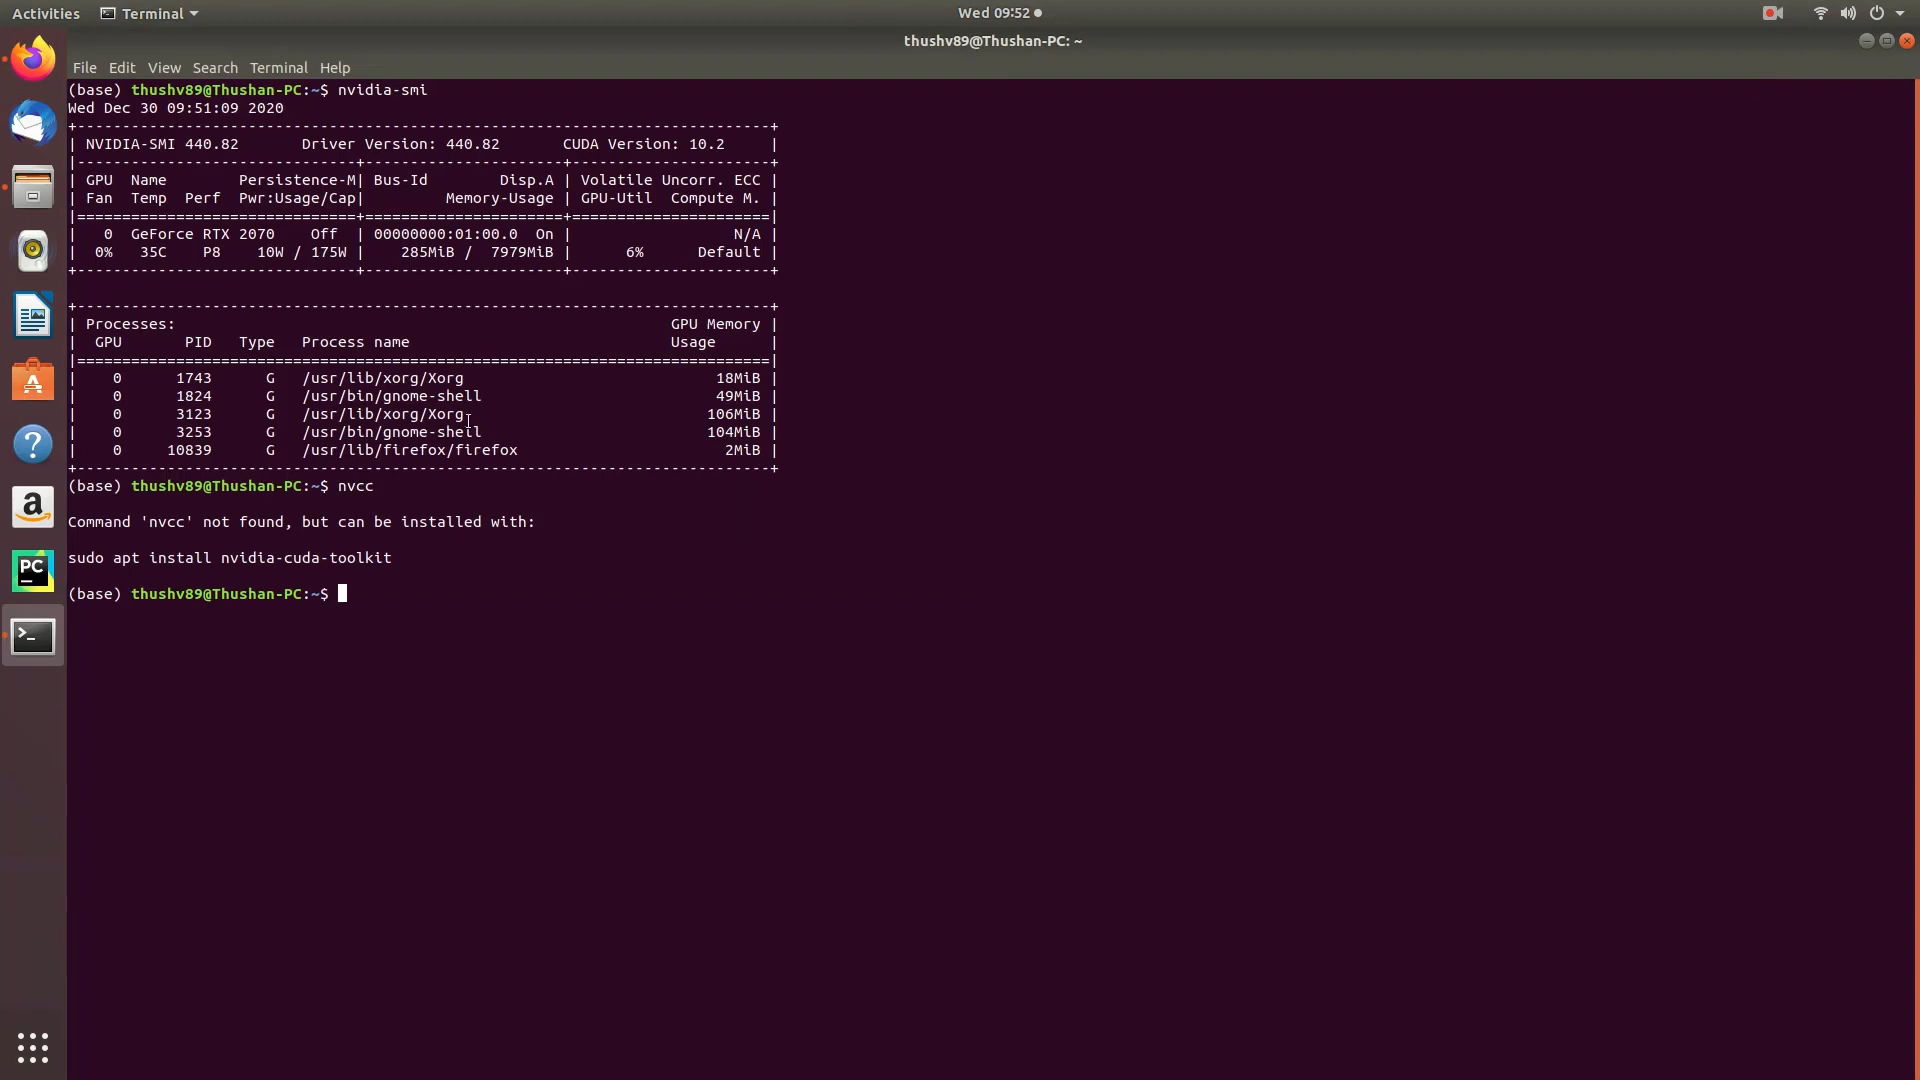 Activities Terminal Wed 09:52
thushv89@Thushan-PC: ~
File Edit View Search Terminal Help
(base) thushv89@Thushan-PC:~$ nvidia-smi
Wed Dec 30 09:51:09 2020
+-----------------------------------------------------------------------------+
| NVIDIA-SMI 440.82       Driver Version: 440.82       CUDA Version: 10.2     |
|-------------------------------+----------------------+----------------------+
| GPU  Name        Persistence-M| Bus-Id        Disp.A | Volatile Uncorr. ECC |
| Fan  Temp  Perf  Pwr:Usage/Cap|         Memory-Usage | GPU-Util  Compute M. |
|===============================+======================+======================|
|   0  GeForce RTX 2070    Off  | 00000000:01:00.0  On |                  N/A |
|  0%   35C    P8    10W / 175W |    285MiB /  7979MiB |      6%      Default |
+-------------------------------+----------------------+----------------------+
+-----------------------------------------------------------------------------+
| Processes:                                                       GPU Memory |
|  GPU       PID   Type   Process name                             Usage      |
|=============================================================================|
|    0      1743      G   /usr/lib/xorg/Xorg                            18MiB |
|    0      1824      G   /usr/bin/gnome-shell                          49MiB |
|    0      3123      G   /usr/lib/xorg/Xorg                           106MiB |
|    0      3253      G   /usr/bin/gnome-shell                         104MiB |
|    0     10839      G   /usr/lib/firefox/firefox                       2MiB |
+-----------------------------------------------------------------------------+
(base) thushv89@Thushan-PC:~$ nvcc
Command 'nvcc' not found, but can be installed with:
sudo apt install nvidia-cuda-toolkit
(base) thushv89@Thushan-PC:~$
A
?
a
PC
>_